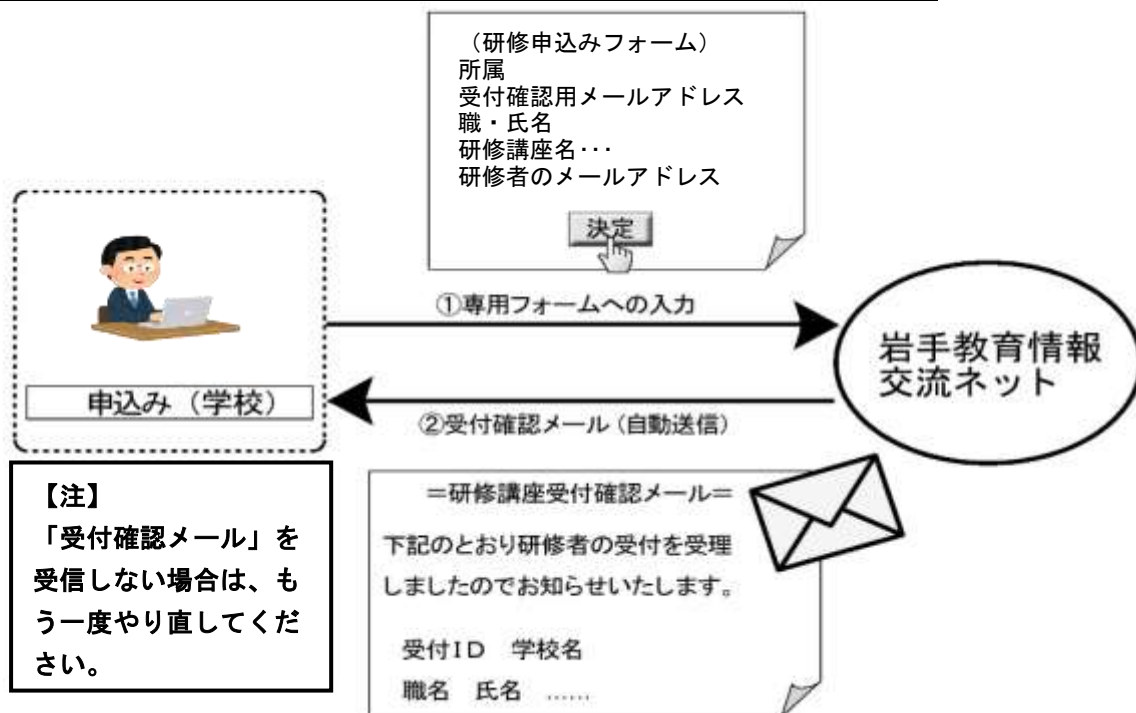 （研修申込みフォーム）
所属
受付確認用メールアドレス
職・氏名
研修講座名･･･
研修者のメールアドレス
決定
①専用フォームへの入力
岩手教育情報
交流ネット
申込み（学校）
②受付確認メール（自動送信）
【注】
「受付確認メール」を
受信しない場合は、も
う一度やり直してくだ
さい。
＝研修講座受付確認メール＝
下記のとおり研修者の受付を受理
しましたのでお知らせいたします。
受付ID　学校名
職名　氏名　……